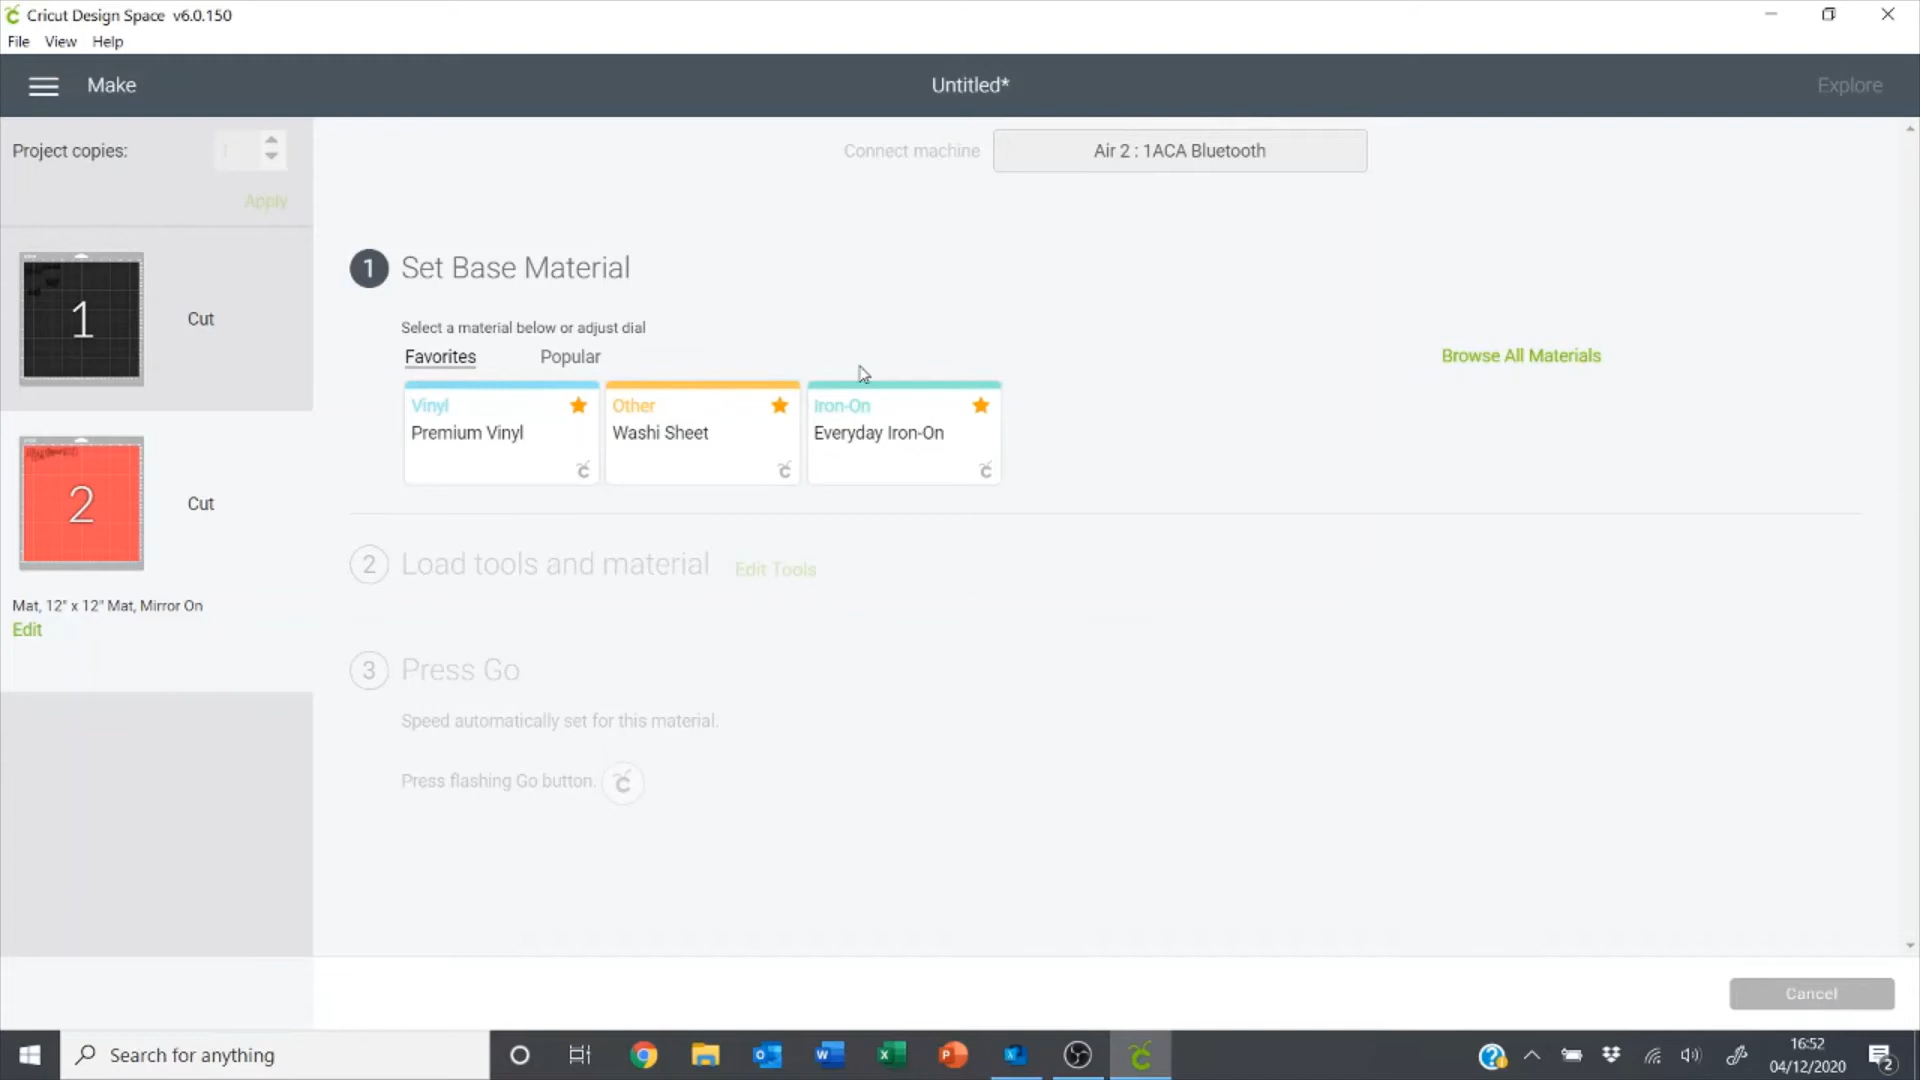 Cricut Design Space v6.0.150
File View Help
Make
Untitled*
Explore
Project copies:
1
Apply
Connect machine
Air 2 : 1ACA Bluetooth
1
Cut
2
Cut
Mat, 12" x 12" Mat, Mirror On
Edit
1 Set Base Material
Select a material below or adjust dial
Favorites Popular
Browse All Materials
Vinyl
Premium Vinyl
Other
Washi Sheet
Iron-On
Everyday Iron-On
2 Load tools and material Edit Tools
3 Press Go
Speed automatically set for this material.
Press flashing Go button.
Cancel
Search for anything
16:52
04/12/2020
2